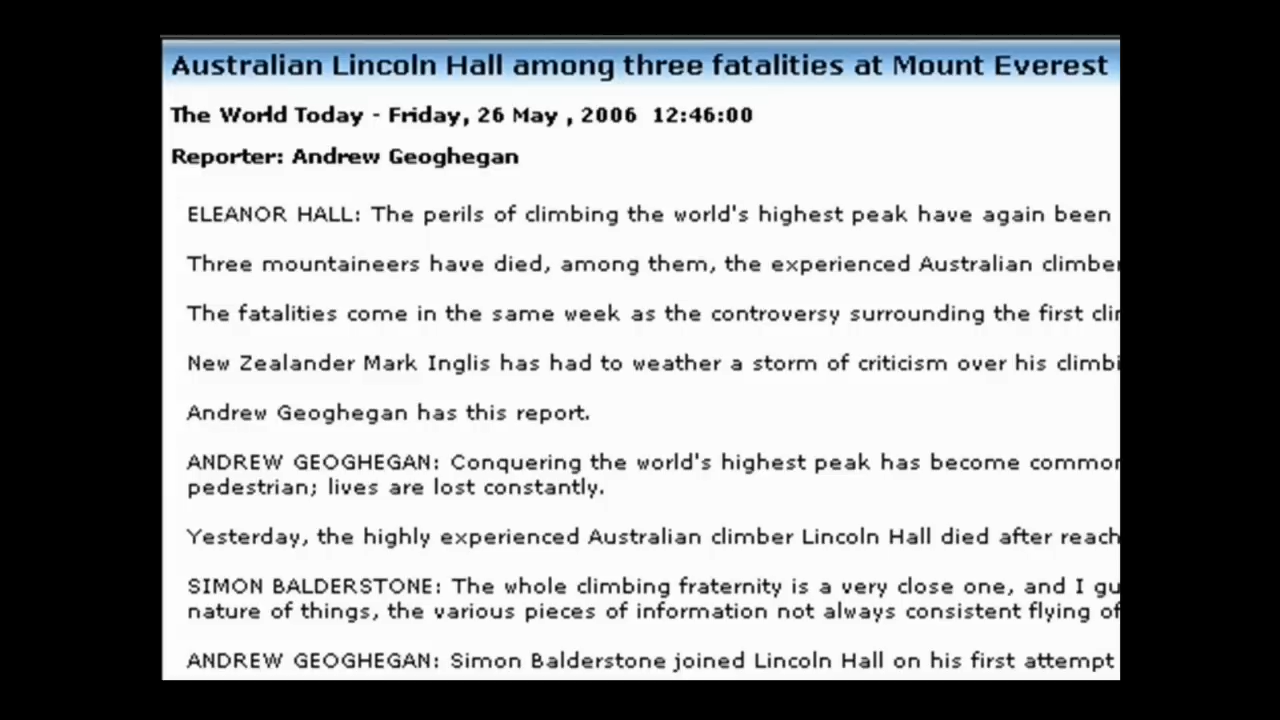 Australian Lincoln Hall among three fatalities at Mount Everest
The World Today - Friday, 26 May , 2006 12:46:00
Reporter: Andrew Geoghegan
ELEANOR HALL: The perils of climbing the world's highest peak have again been
Three mountaineers have died, among them, the experienced Australian climber
The fatalities come in the same week as the controversy surrounding the first
New Zealander Mark Inglis has had to weather a storm of criticism over his
Andrew Geoghegan has this report.
ANDREW GEOGHEGAN: Conquering the world's highest peak has become
pedestrian; lives are lost constantly.
Yesterday, the highly experienced Australian climber Lincoln Hall died after
SIMON BALDERSTONE: The whole climbing fraternity is a very close one, and I
nature of things, the various pieces of information not always consistent flying
ANDREW GEOGHEGAN: Simon Balderstone joined Lincoln Hall on his first attempt